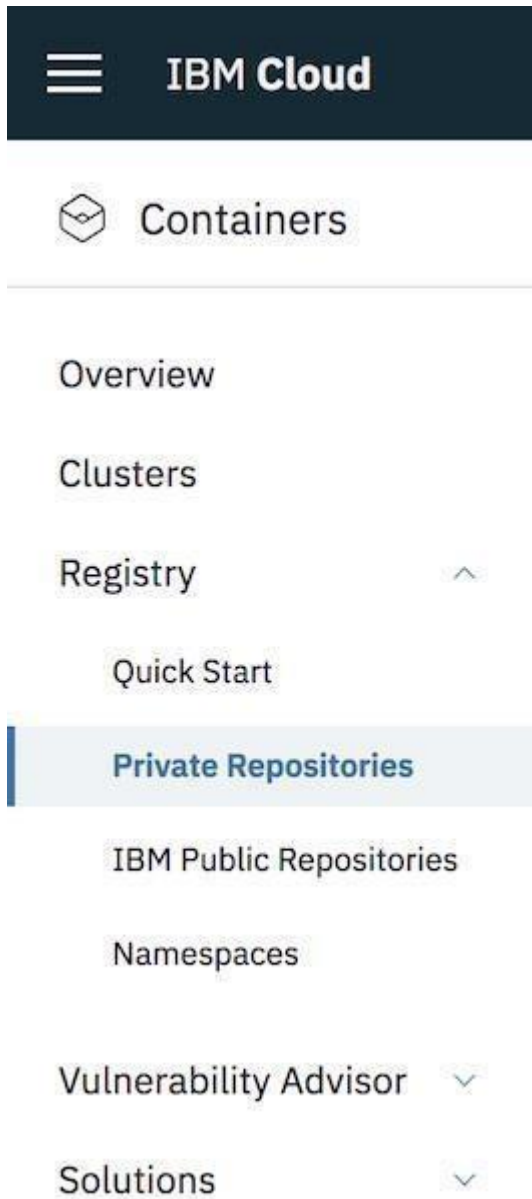 IBM Cloud
Containers
Overview
Clusters
Registry
Quick Start
Private Repositories
IBM Public Repositories
Namespaces
Vulnerability Advisor
Solutions